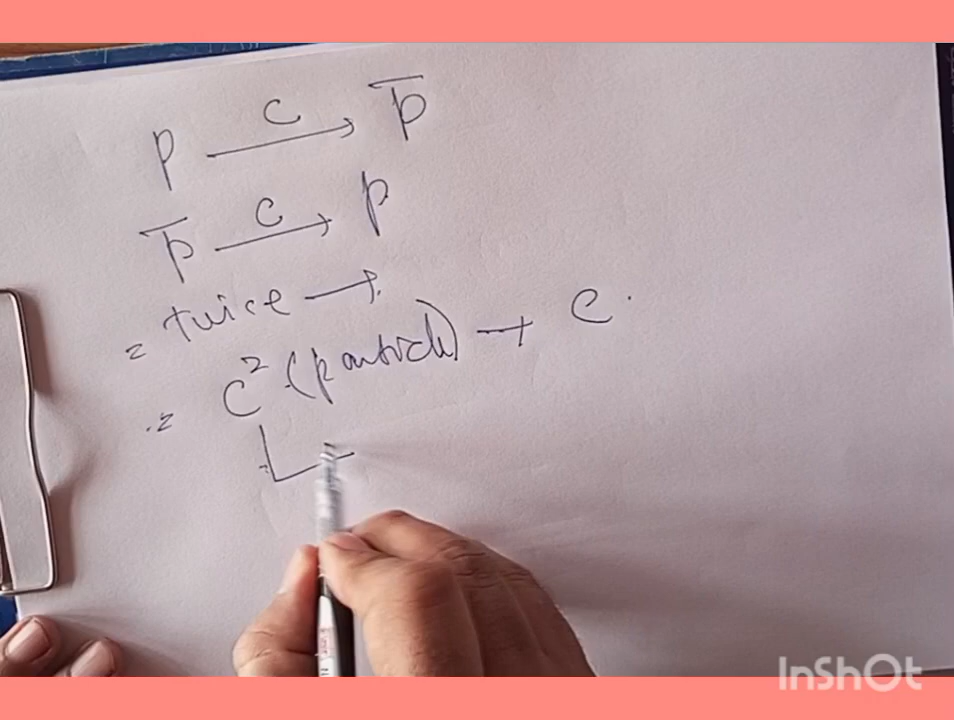 p C → p̅
p̅ C → p
= twice →
= C² (particle) → C
InShOt